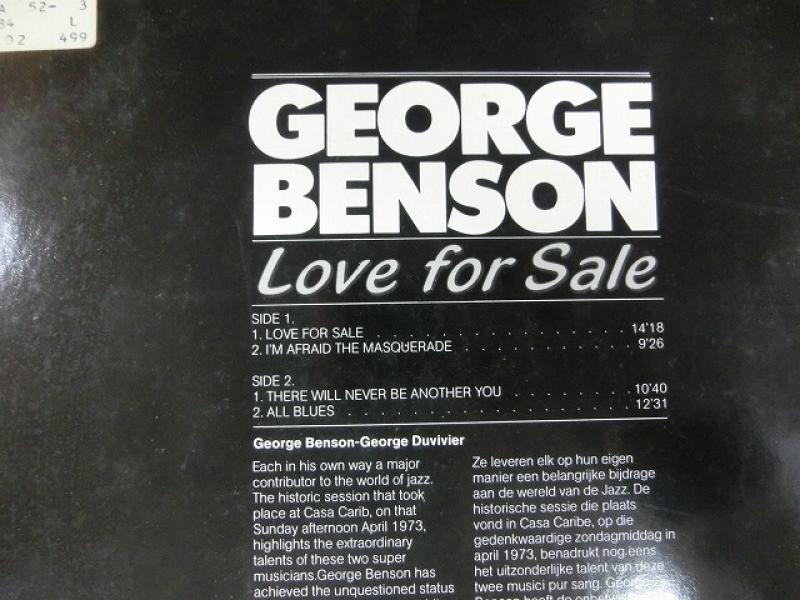 A 52- 3
84 L
02 499
GEORGE
BENSON
Love for Sale
SIDE 1.
1. LOVE FOR SALE . . . . . . . . . . . . . . . . . . 14'18
2. I'M AFRAID THE MASQUERADE . . . . . . . . . . . 9'26
SIDE 2.
1. THERE WILL NEVER BE ANOTHER YOU . . . . . . . . 10'40
2. ALL BLUES . . . . . . . . . . . . . . . . . . . . 12'31
George Benson-George Duvivier
Each in his own way a major
contributor to the world of jazz.
The historic session that took
place at Casa Carib, on that
Sunday afternoon April 1973,
highlights the extraordinary
talents of these two super
musicians.George Benson has
achieved the unquestioned status
Ze leveren elk op hun eigen
manier een belangrijke bijdrage
aan de wereld van de Jazz. De
historische sessie die plaats
vond in Casa Caribe, op die
gedenkwaardige zondagmiddag in
april 1973, benadrukt nog eens
het uitzonderlijke talent van deze
twee musici pur sang. George
Benson heeft de